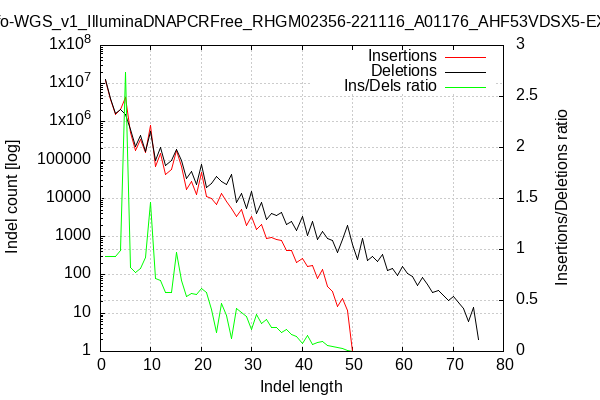 fo-WGS_v1_IlluminaDNAPCRFree_RHGM02356-221116_A01176_AHF53VDSX5-EX
Insertions
Deletions
Ins/Dels ratio
1x10^8
1x10^7
1x10^6
100000
10000
1000
100
10
1
3
2.5
2
1.5
1
0.5
0
0 10 20 30 40 50 60 70 80
Indel length
Indel count [log]
Insertions/Deletions ratio